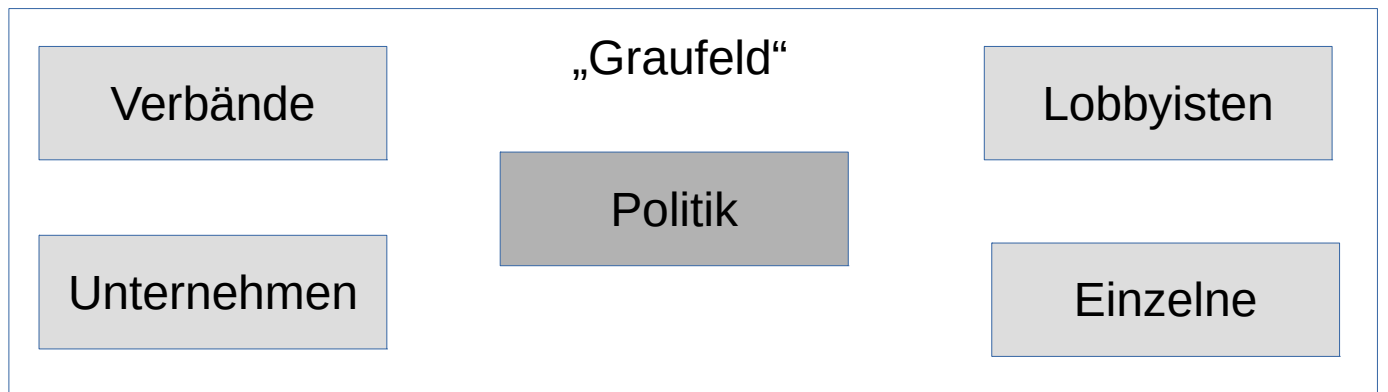 „Graufeld“
Verbände
Lobbyisten
Politik
Unternehmen
Einzelne